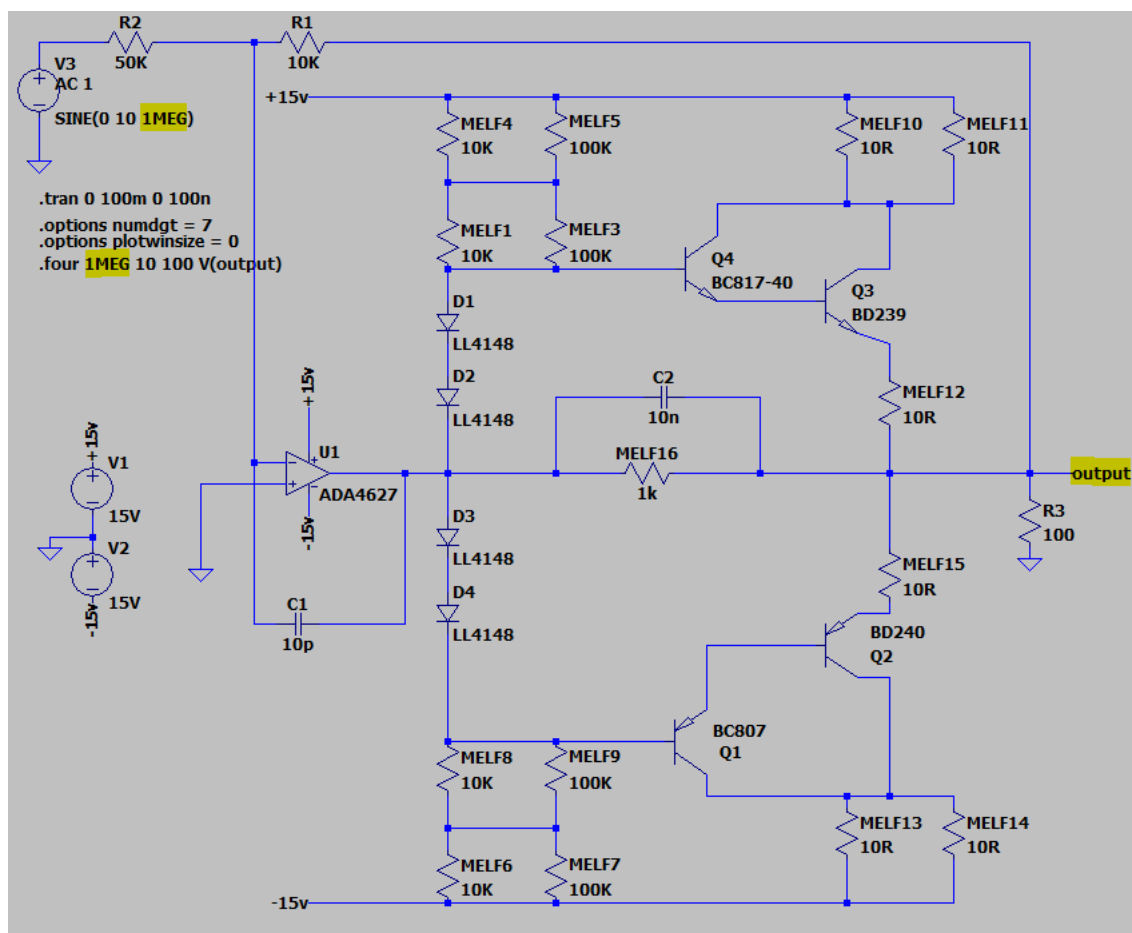 R2
50K
R1
10K
V3
AC 1
SINE(0 10 1MEG)
+15v
MELF4
10K
MELF5
100K
MELF10
10R
MELF11
10R
.tran 0 100m 0 100n
.options numdgt = 7
.options plotwinsize = 0
.four 1MEG 10 100 V(output)
MELF1
10K
MELF3
100K
Q4
BC817-40
Q3
BD239
D1
LL4148
D2
LL4148
C2
10n
MELF12
10R
+15v
U1
ADA4627
-15v
MELF16
1k
output
+15v
V1
15V
V2
15V
-15v
R3
100
D3
LL4148
D4
LL4148
C1
10p
MELF15
10R
BD240
Q2
BC807
Q1
MELF8
10K
MELF9
100K
MELF13
10R
MELF14
10R
MELF6
10K
MELF7
100K
-15v